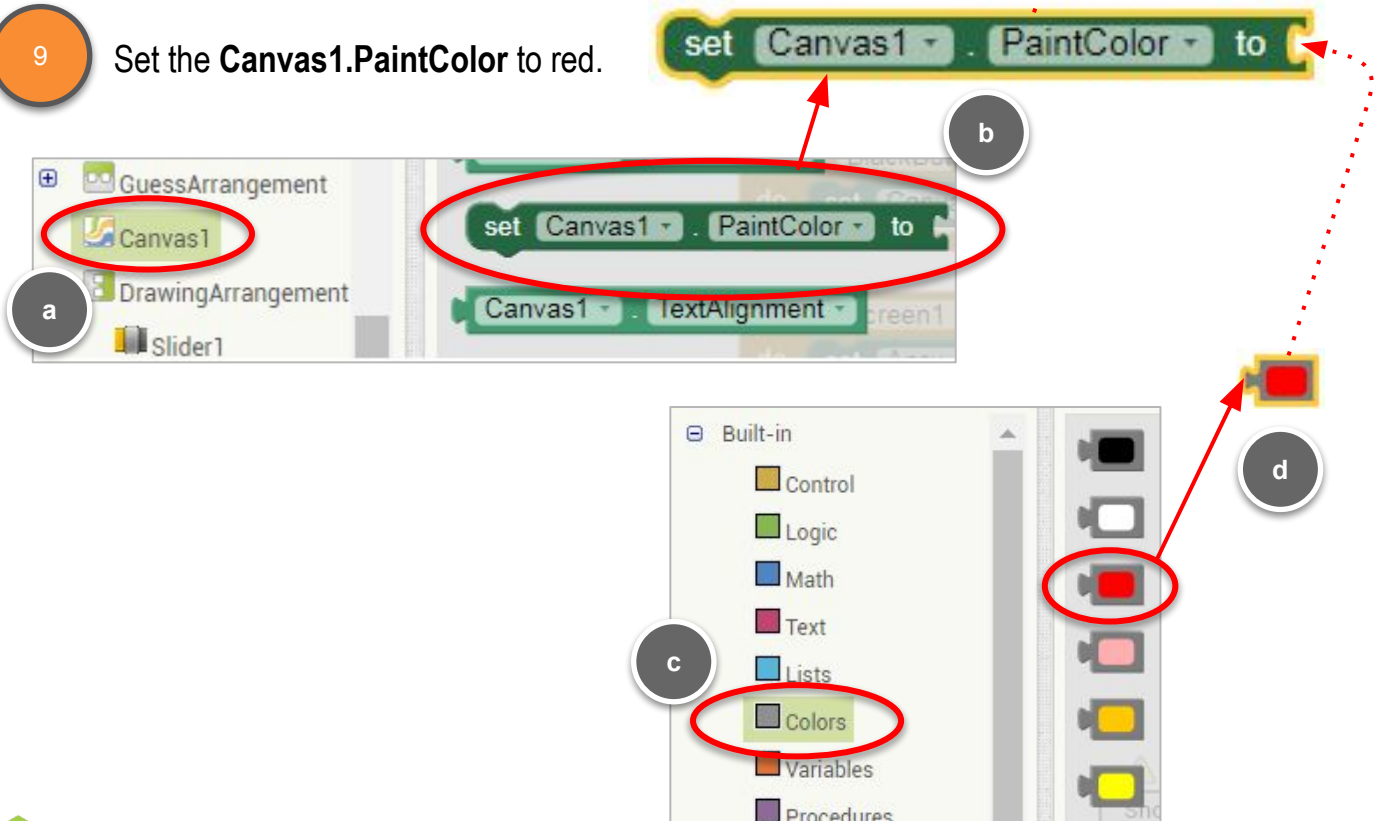 9
Set the Canvas1.PaintColor to red.
set Canvas1 . PaintColor to
b
GuessArrangement
Canvas1
DrawingArrangement
Slider1
a
set Canvas1 . PaintColor to
Canvas1 . TextAlignment
creen1
d
Built-in
Control
Logic
Math
Text
Lists
Colors
Variables
Procedures
c